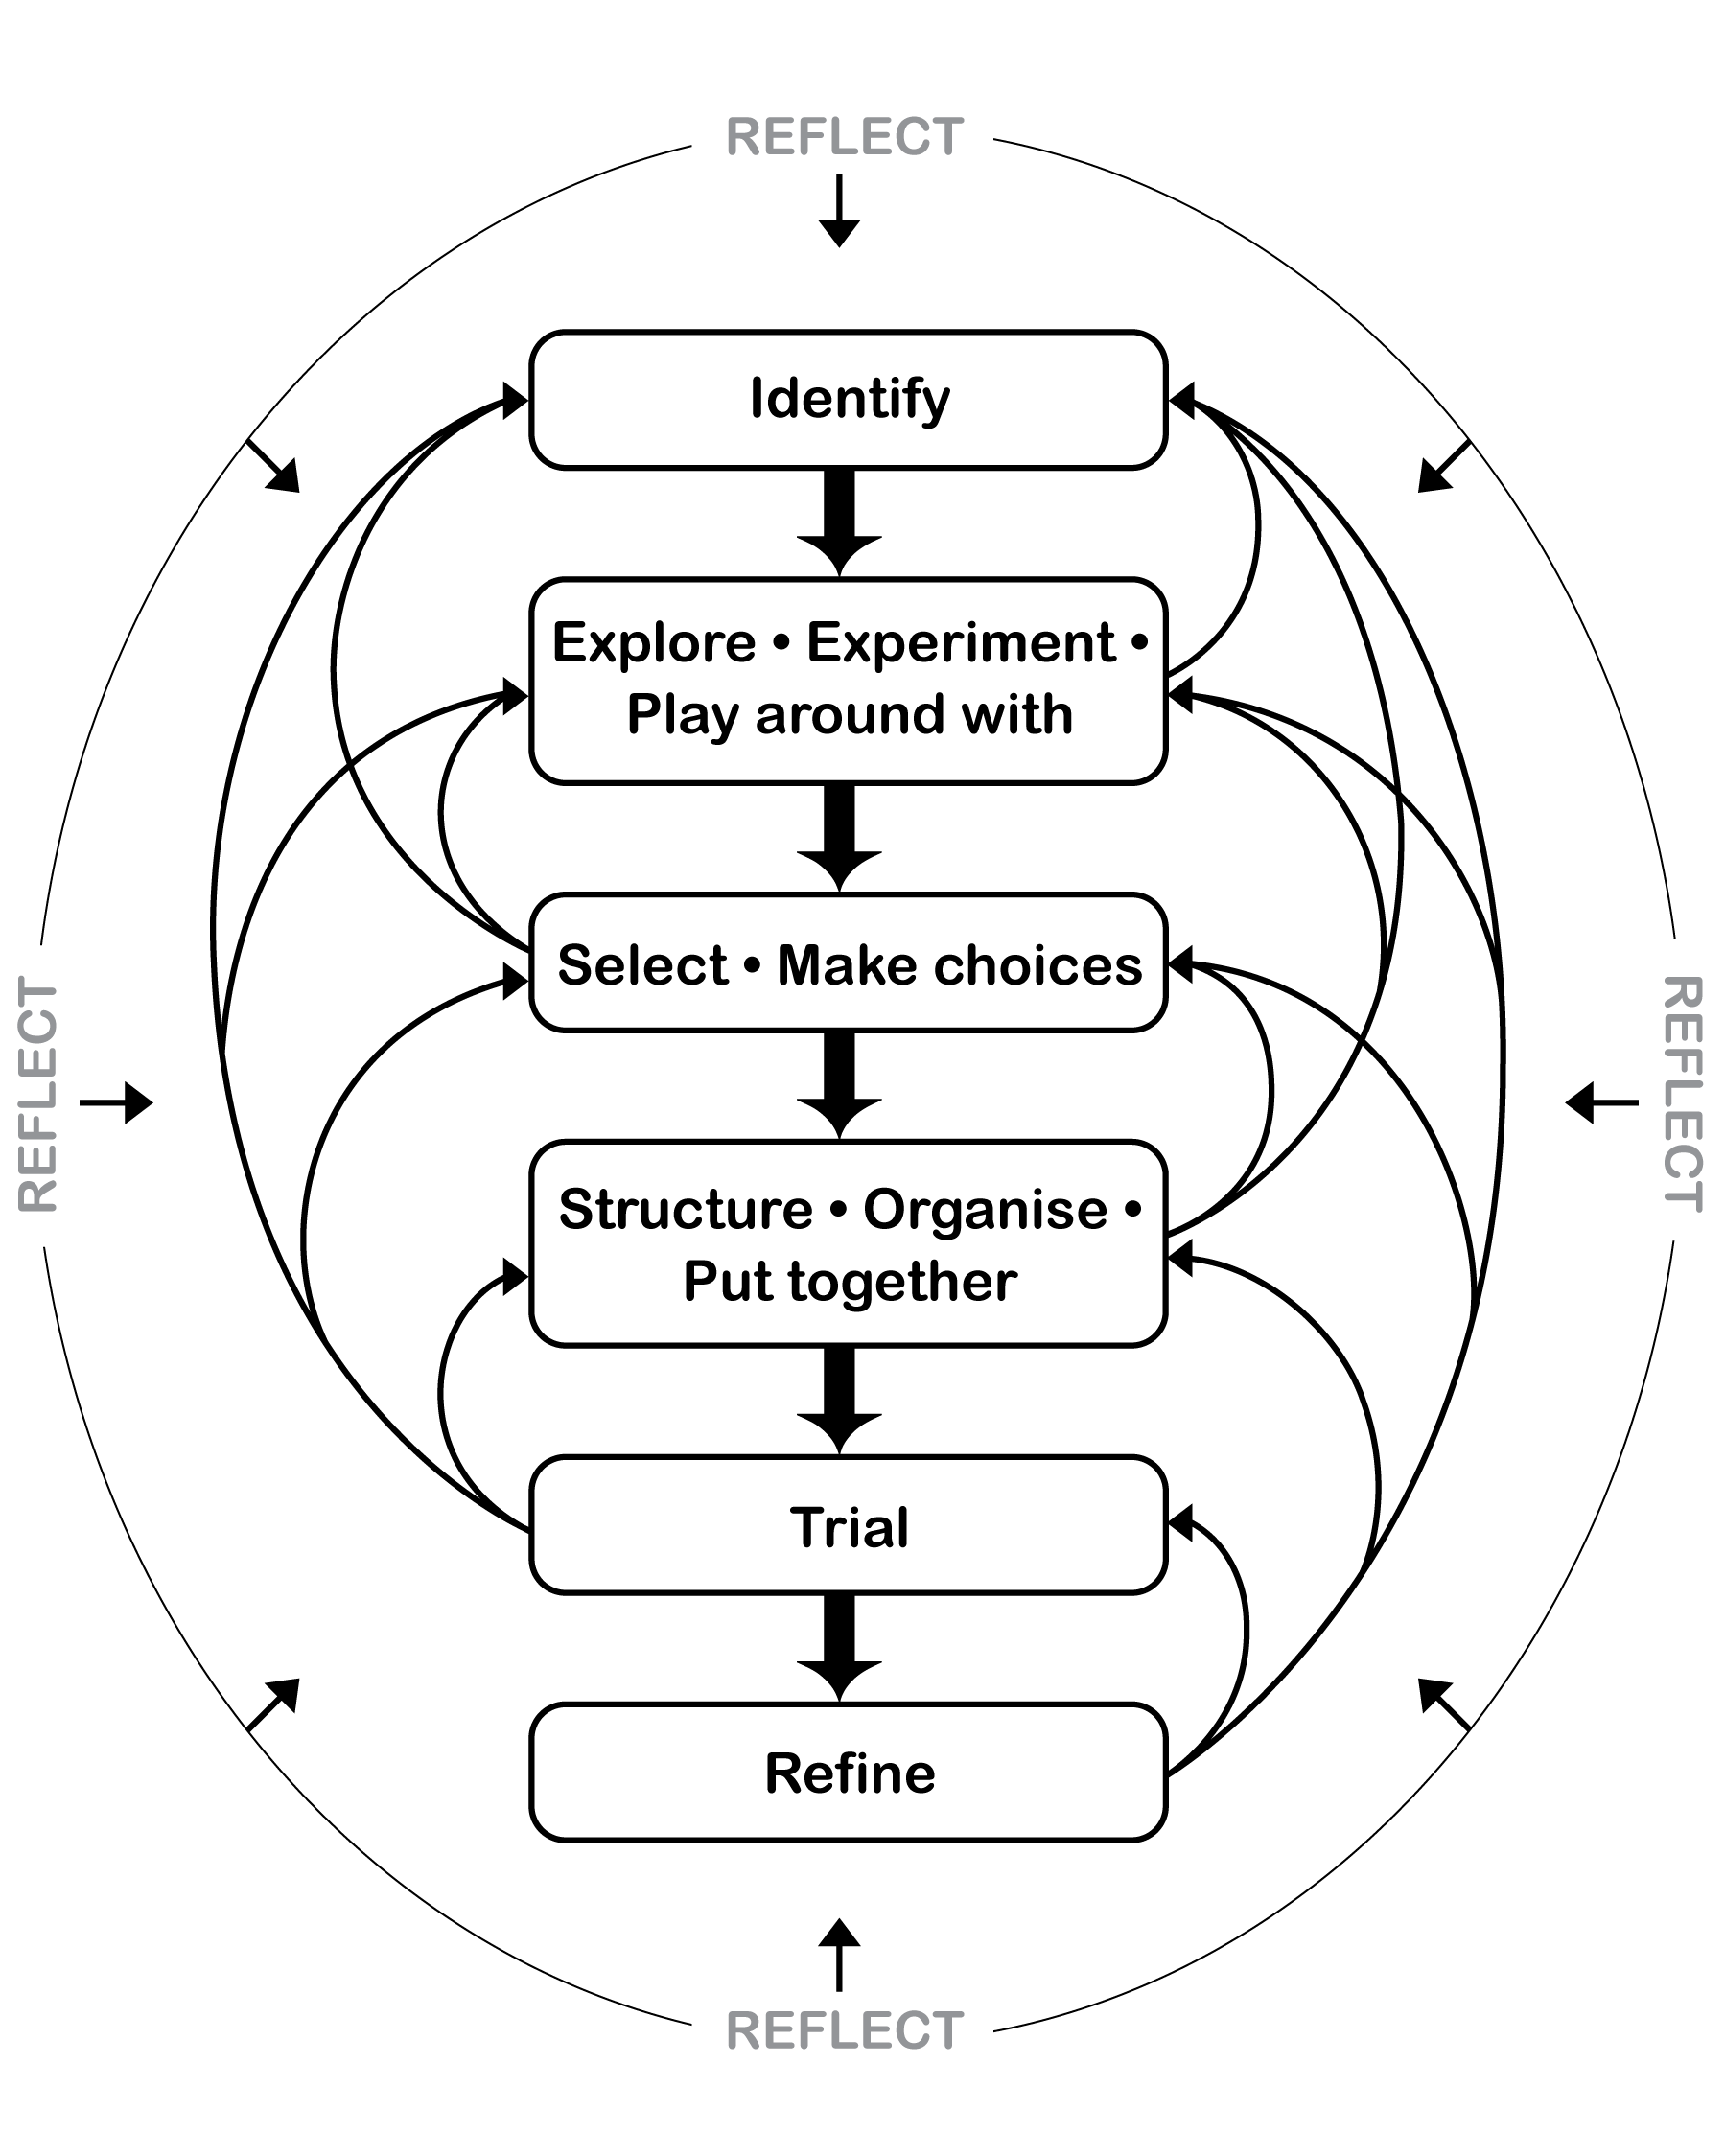 REFLECT
Identify
Explore • Experiment •
Play around with
Select • Make choices
REFLECT
REFLECT
Structure • Organise •
Put together
Trial
Refine
REFLECT